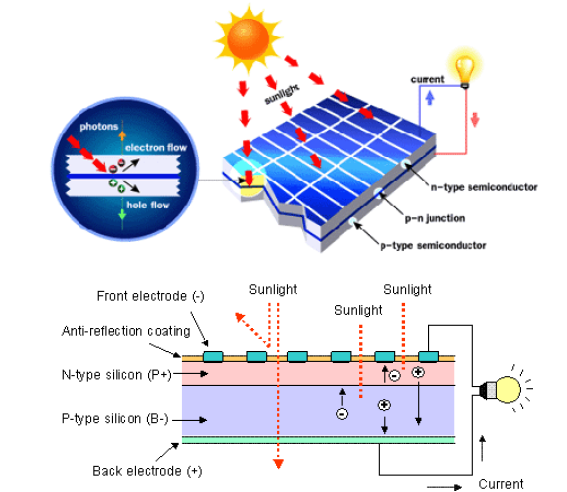 sunlight
current
photons
electron flow
hole flow
n-type semiconductor
p-n junction
p-type semiconductor
Front electrode (-)
Sunlight
Sunlight
Sunlight
Anti-reflection coating
N-type silicon (P+)
P-type silicon (B-)
Back electrode (+)
Current